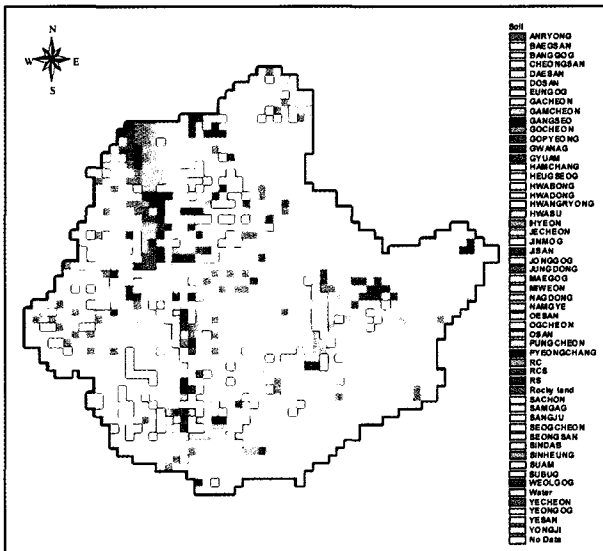 N
W E
S
Soil
ANRYONG
BAEGSAN
BANGGOG
CHEONGSAN
DAESAN
DOSAN
EUNGOG
GACHEON
GAMCHEON
GANGSEO
GOCHEON
GOPYEONG
GWANAG
GYUAM
HAMCHANG
HEUGSEOG
HWABONG
HWADONG
HWANGRYONG
HWASU
IHYEON
JECHEON
JINMOG
JISAN
JONGGOG
JUNGDONG
MAEGOG
MIWEON
NAGDONG
NAMGYE
OESAN
OGCHEON
OSAN
PUNGCHEON
PYEONGCHANG
RC
RCS
RS
Rocky land
SACHON
SAMGAG
SANGJU
SEOGCHEON
SEONGSAN
SINDAB
SINHEUNG
SUAM
SUBUG
WEOLGOG
Water
YECHEON
YEONGOG
YESAN
YONGJI
No Data